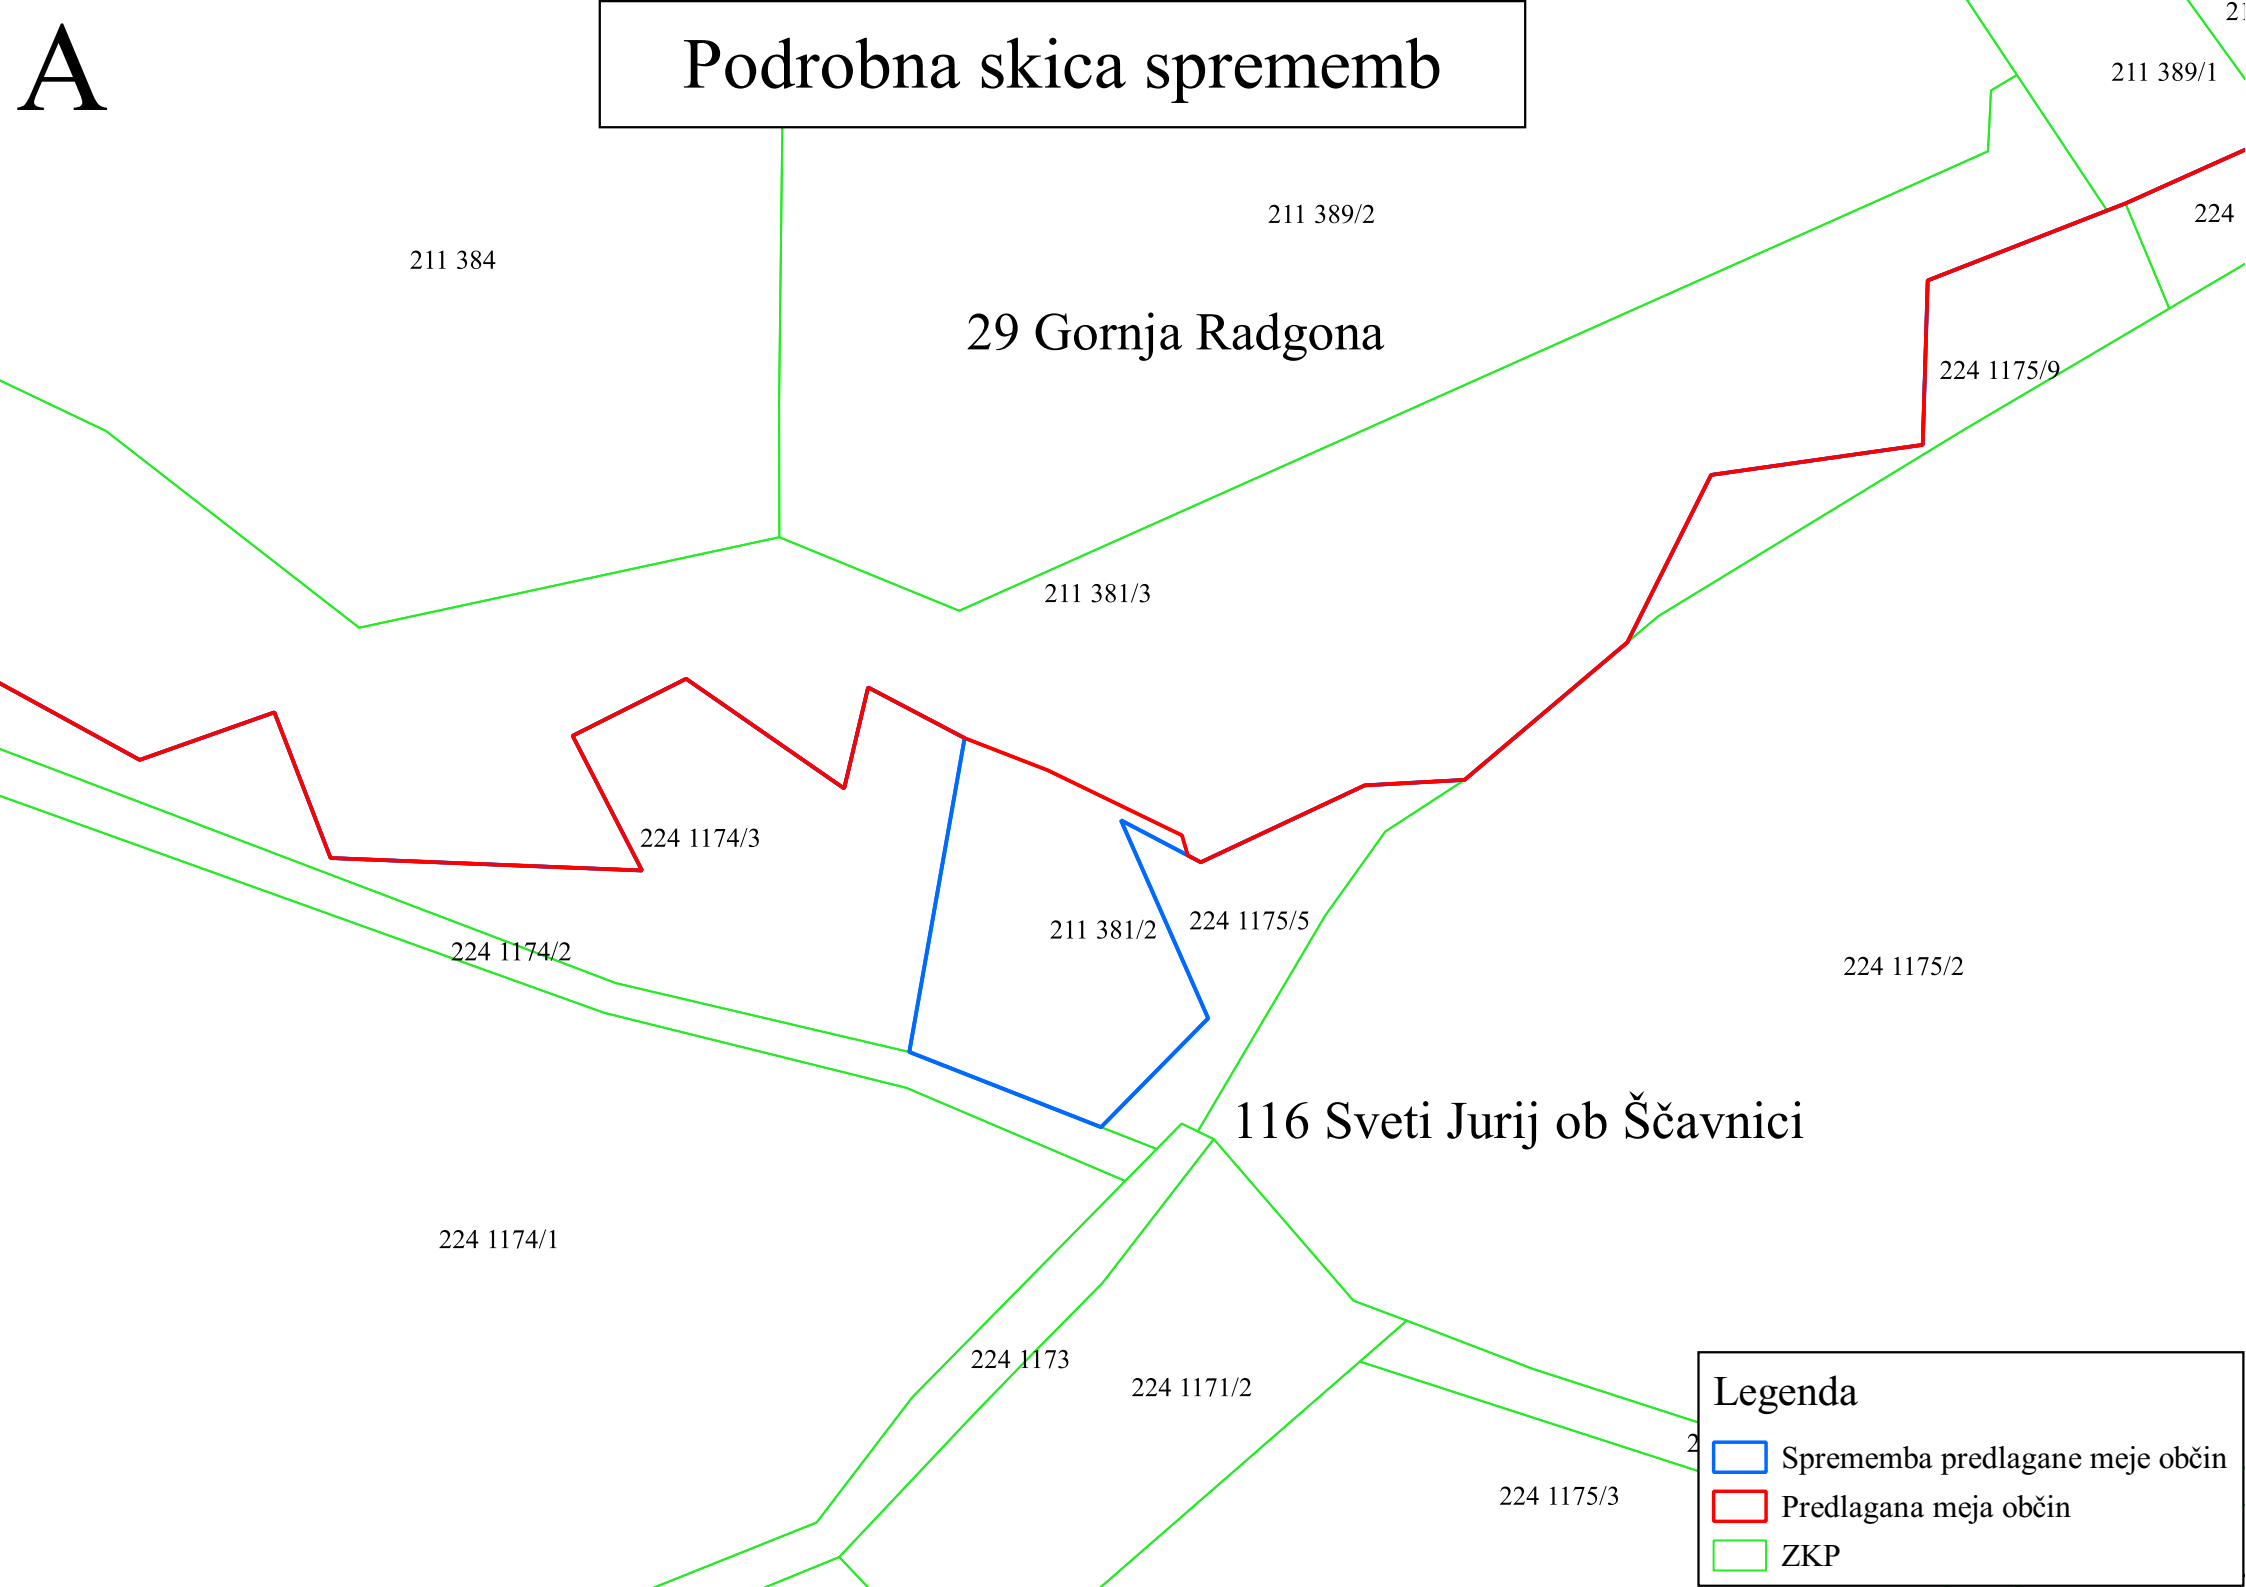 A
Podrobna skica sprememb
21
211 389/1
211 389/2
224
211 384
29 Gornja Radgona
224 1175/9
211 381/3
224 1174/3
211 381/2
224 1175/5
224 1174/2
224 1175/2
116 Sveti Jurij ob Ščavnici
224 1174/1
224 1173
224 1171/2
2
224 1175/3
Legenda
Sprememba predlagane meje občin
Predlagana meja občin
ZKP